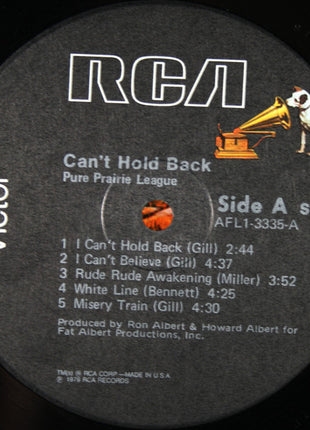 RCA
Victor
Can't Hold Back
Pure Prairie League
Side A s
AFL1-3335-A
1 I Can't Hold Back (Gill) 2:44
2 I Can't Believe (Gill) 4:37
3 Rude Rude Awakening (Miller) 3:52
4 White Line (Bennett) 4:25
5 Misery Train (Gill) 4:30
Produced by Ron Albert & Howard Albert for
Fat Albert Productions, Inc.
TM(s) ® RCA CORP—MADE IN U.S.A.
℗ 1979 RCA RECORDS